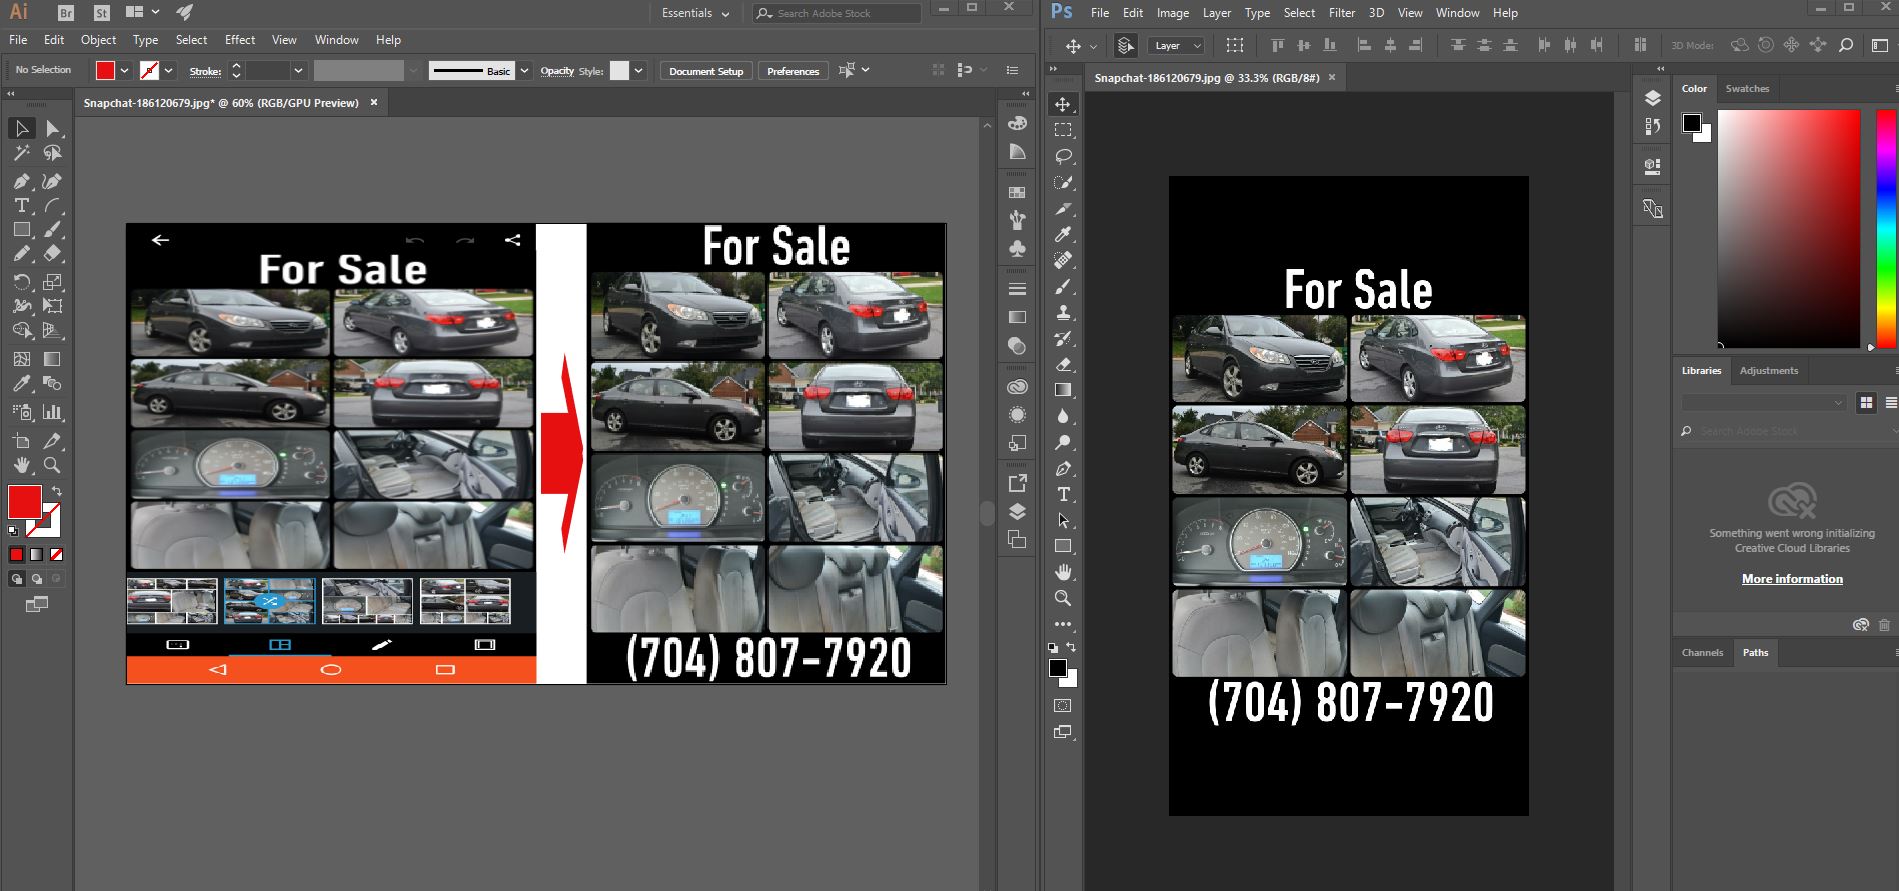 Ai Br St Essentials Search Adobe Stock
File Edit Object Type Select Effect View Window Help
No Selection Stroke: Basic Opacity Style: Document Setup Preferences
Snapchat-186120679.jpg* @ 60% (RGB/GPU Preview) ×
For Sale
For Sale
(704) 807-7920
Ps File Edit Image Layer Type Select Filter 3D View Window Help
Layer 3D Mode:
Snapchat-186120679.jpg @ 33.3% (RGB/8#) ×
For Sale
(704) 807-7920
Color Swatches
Libraries Adjustments
Search Adobe Stock
Something went wrong initializing
Creative Cloud Libraries
More information
Channels Paths